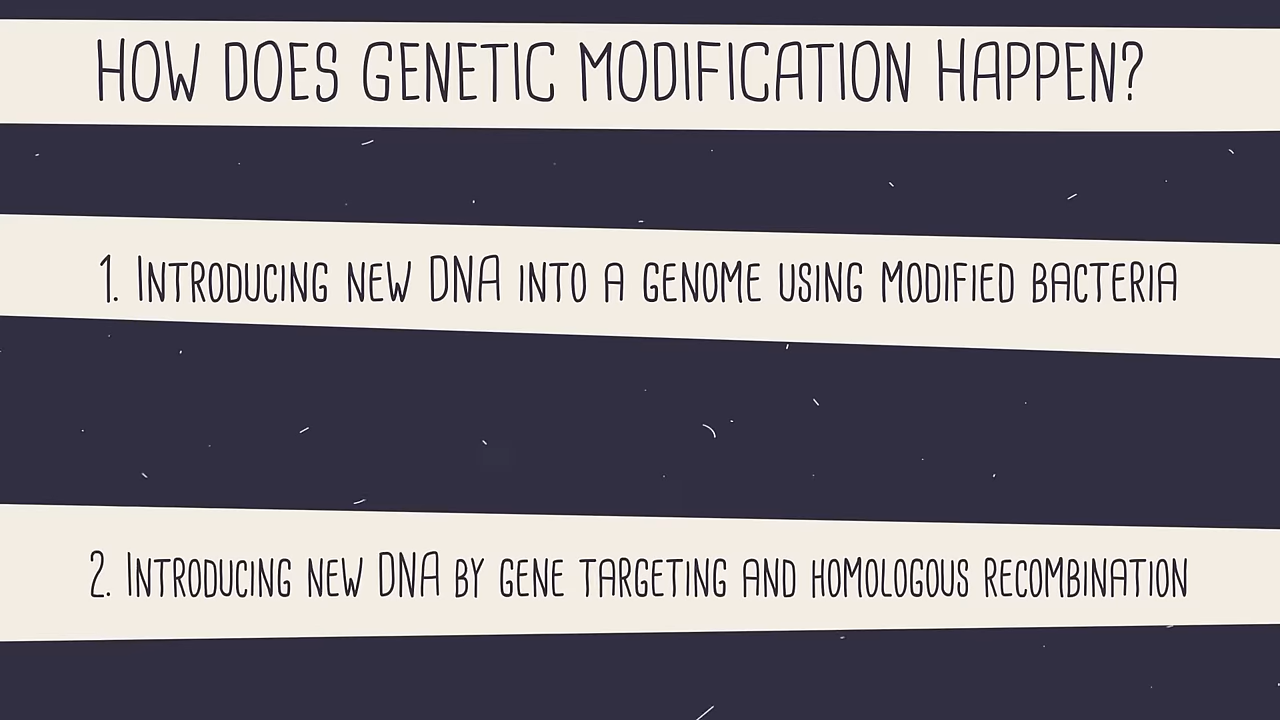 How does genetic modification happen?
1. Introducing new DNA into a genome using modified bacteria
2. Introducing new DNA by gene targeting and homologous recombination